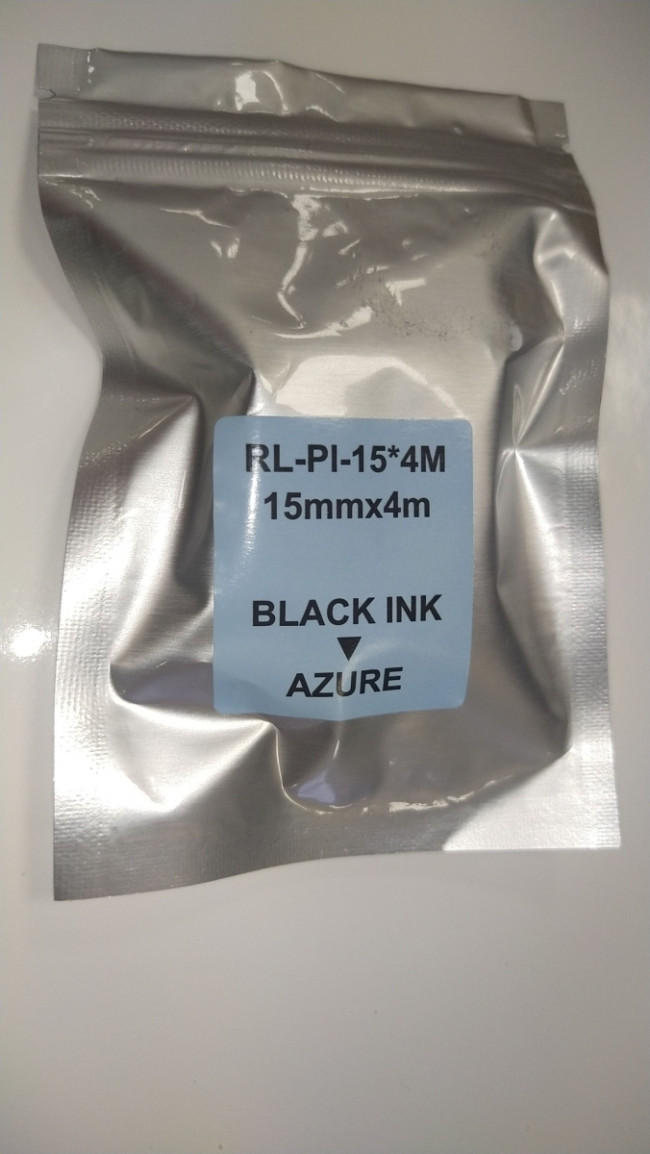 RL-PI-15*4M
15mmx4m
BLACK INK
▼
AZURE